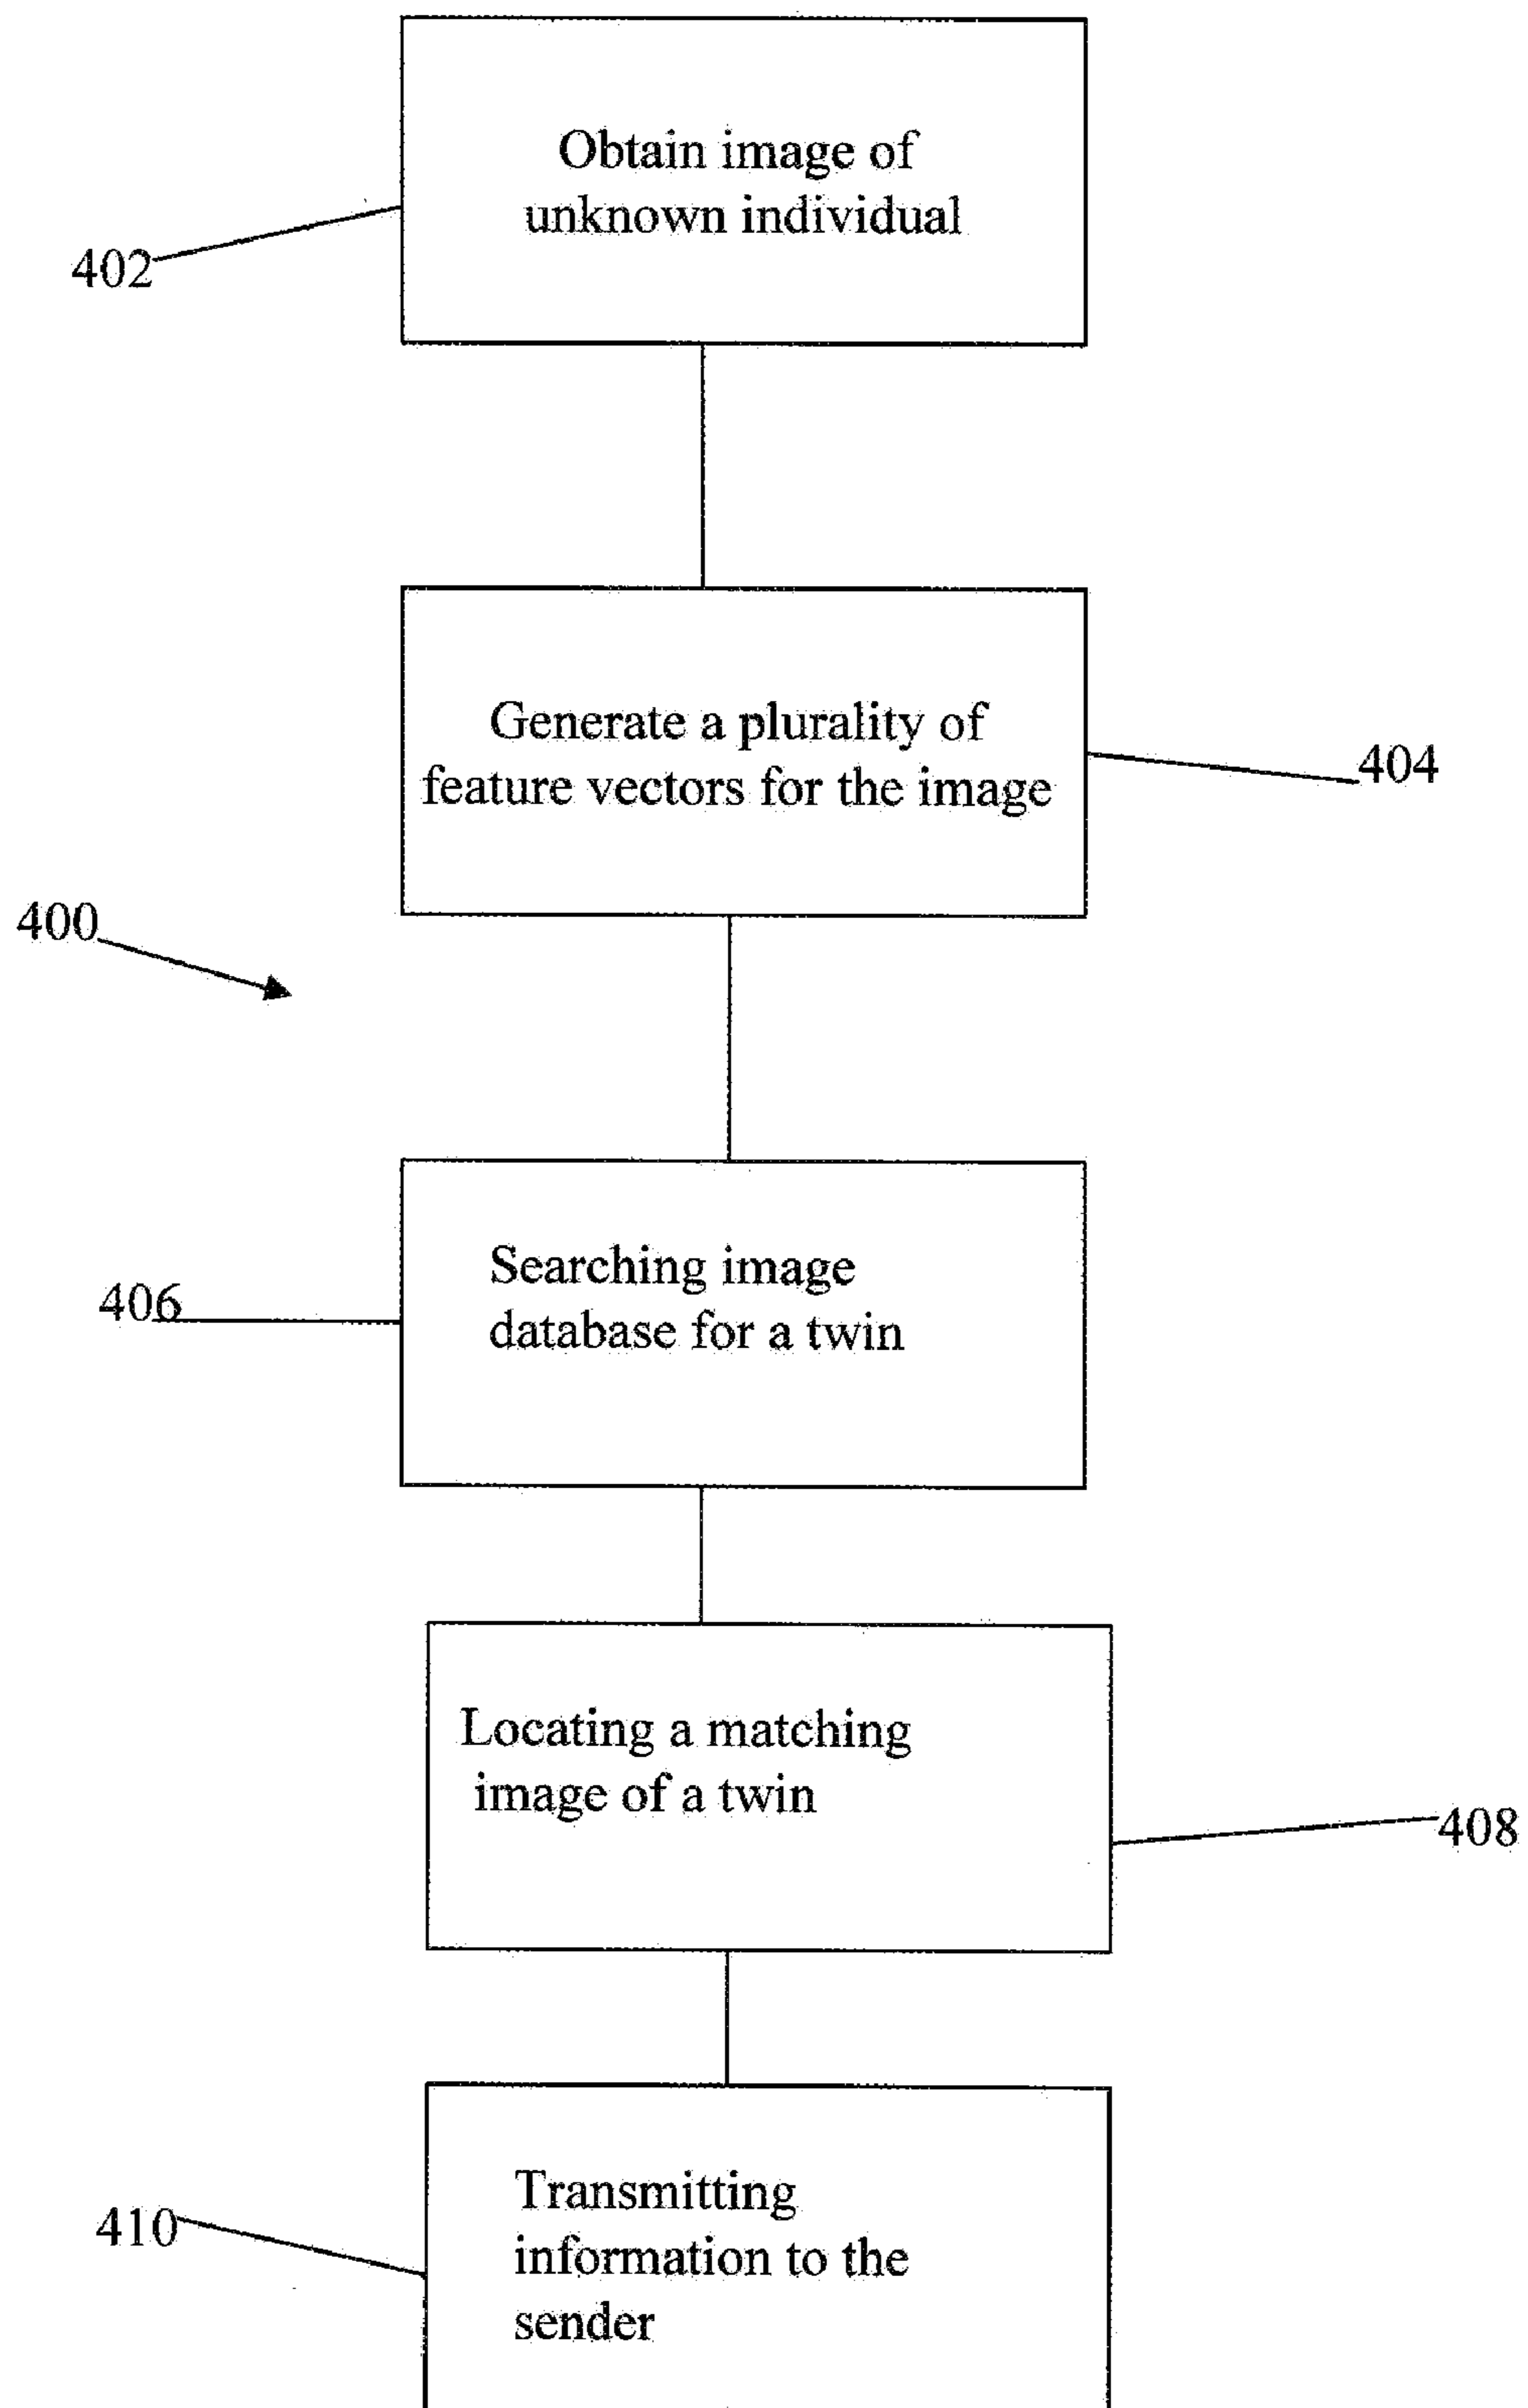 Obtain image of
unknown individual
402
Generate a plurality of
feature vectors for the image
404
400
Searching image
database for a twin
406
Locating a matching
image of a twin
408
Transmitting
information to the
sender
410